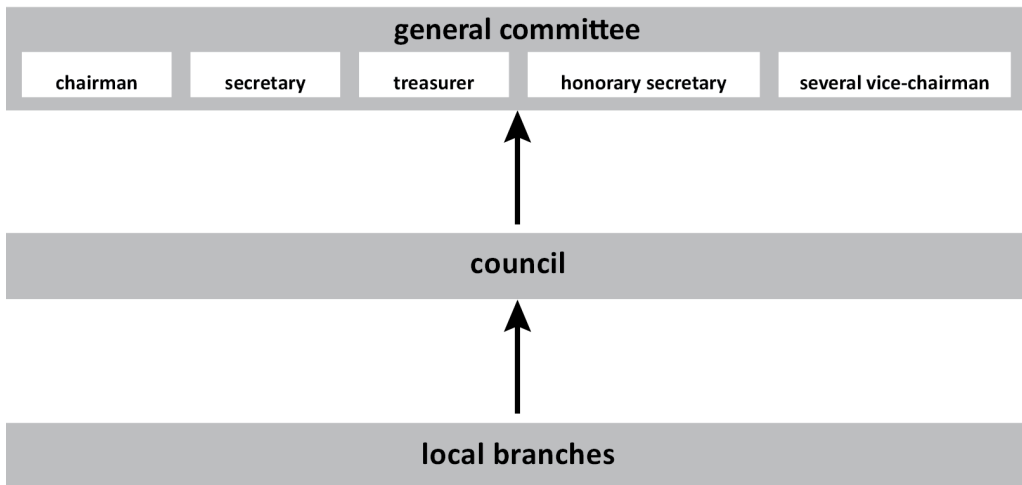 general committee
chairman secretary treasurer honorary secretary several vice-chairman
council
local branches